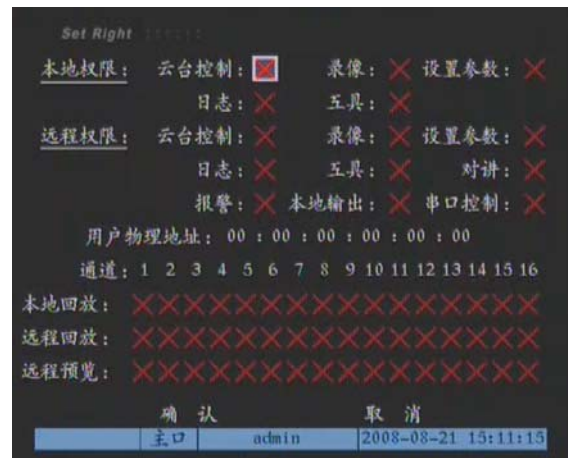 Set Right
本地权限： 云台控制： 录像： 设置参数：
日志： 工具：
远程权限： 云台控制： 录像： 设置参数：
日志： 工具： 对讲：
报警： 本地输出： 串口控制：
用户物理地址： 00 : 00 : 00 : 00 : 00 : 00
通道： 1 2 3 4 5 6 7 8 9 10 11 12 13 14 15 16
本地回放：
远程回放：
远程预览：
确 认 取 消
主口 admin 2008-08-21 15:11:15